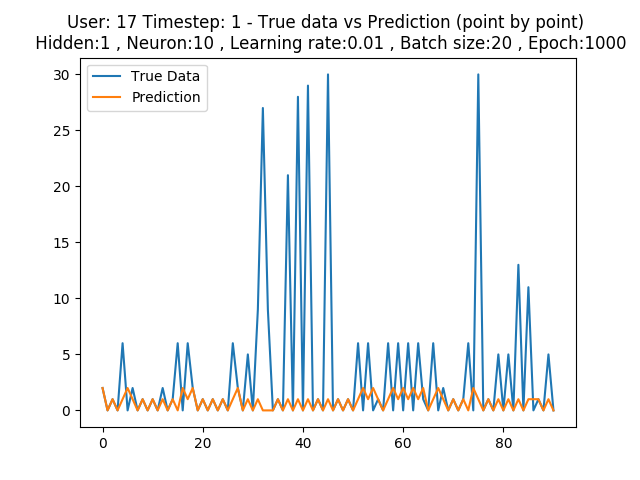 User: 17 Timestep: 1 - True data vs Prediction (point by point)
Hidden:1 , Neuron:10 , Learning rate:0.01 , Batch size:20 , Epoch:1000
True Data
Prediction
30
25
20
15
10
5
0
0 20 40 60 80